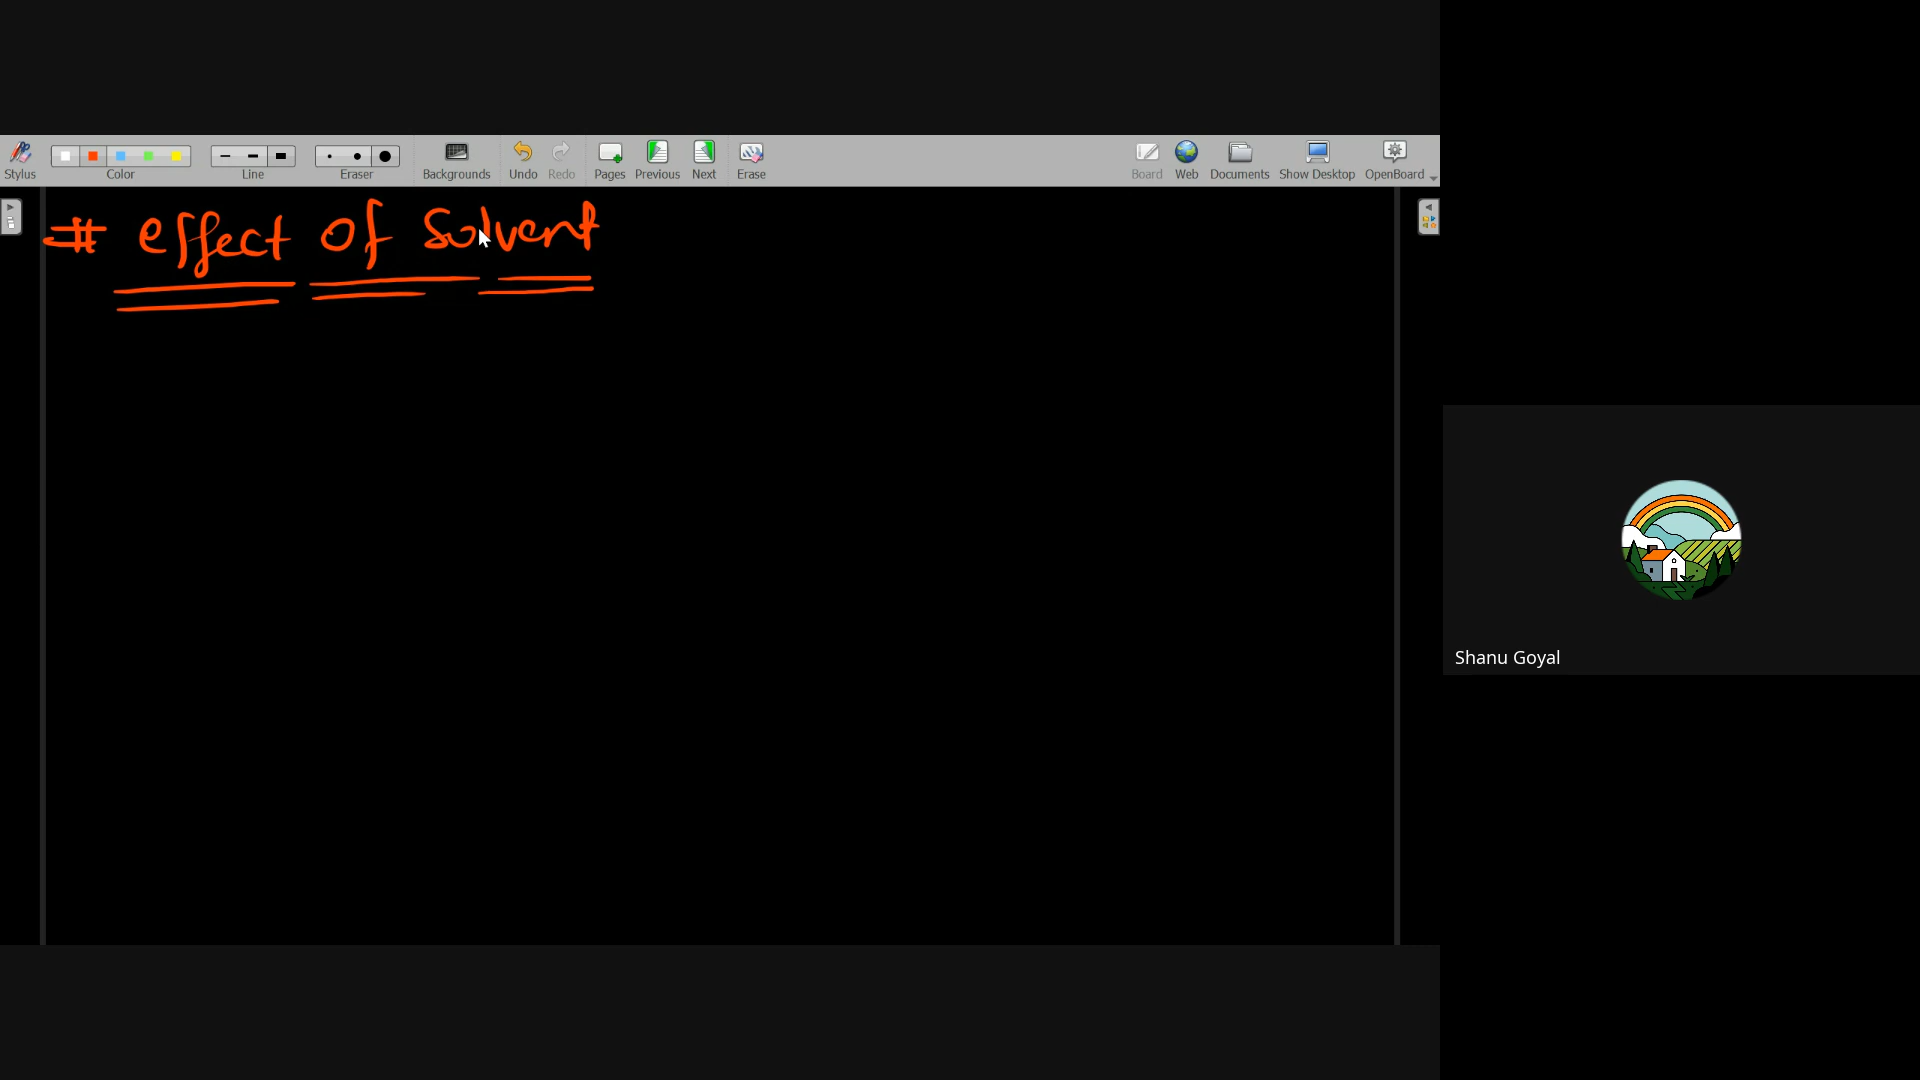 Stylus Color Line Eraser Backgrounds Undo Redo Pages Previous Next Erase Board Web Documents Show Desktop OpenBoard
# effect of Solvent
Shanu Goyal